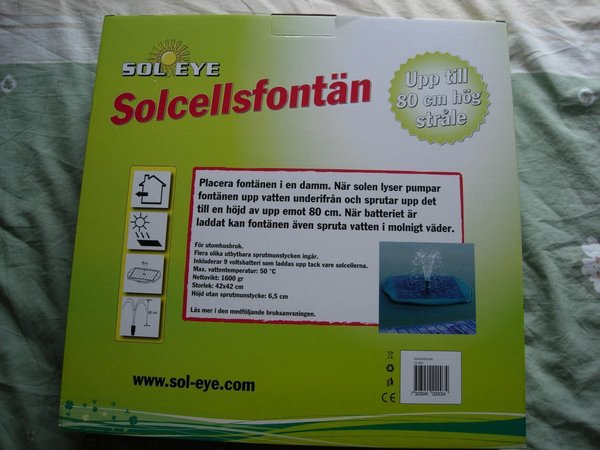 SOL EYE
Solcellsfontän
Upp till
80 cm hög
stråle
Placera fontänen i en damm. När solen lyser pumpar
fontänen upp vatten underifrån och sprutar upp det
till en höjd av upp emot 80 cm. När batteriet är
laddat kan fontänen även spruta vatten i molnigt väder.
För utomhusbruk.
Flera olika utbytbara sprutmunstycken ingår.
Inkluderar 9 voltsbatteri som laddas upp tack vare solcellerna.
Max. vattentemperatur: 50 °C
Nettovikt: 1600 gr
Storlek: 42x42 cm
Höjd utan sprutmunstycke: 6,5 cm
Läs mer i den medföljande bruksanvisningen.
80 cm
www.sol-eye.com
Solcellsfontän
CE